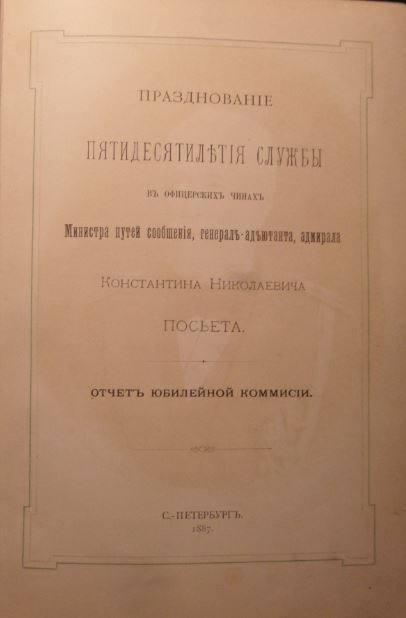 ПРАЗДНОВАНІЕ
ПЯТИДЕСЯТИЛѢТІЯ СЛУЖБЫ
ВЪ ОФИЦЕРСКИХЪ ЧИНАХЪ
Министра путей сообщенія, генералъ-адъютанта, адмирала
Константина Николаевича
ПОСЬЕТА.
ОТЧЕТЪ ЮБИЛЕЙНОЙ КОММИСІИ.
С.-ПЕТЕРБУРГЪ.
1887.